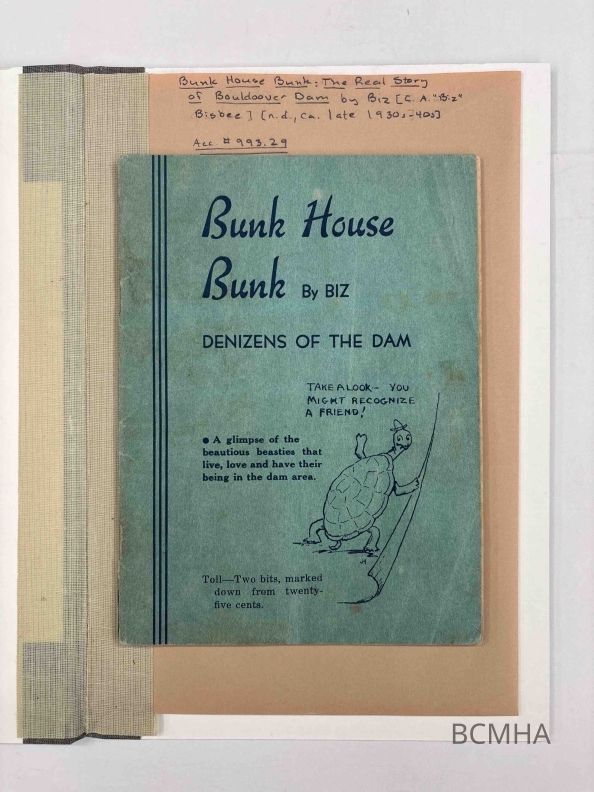 Bunk House Bunk: The Real Story
of Bouldoover Dam by Biz [C. A. "Biz"
Bisbee] [n.d., ca. late 1930s-40s]
Acc. # 993.29
Bunk House
Bunk By BIZ
DENIZENS OF THE DAM
TAKE A LOOK - YOU
MIGHT RECOGNIZE
A FRIEND!
● A glimpse of the
beautious beasties that
live, love and have their
being in the dam area.
Toll—Two bits, marked
down from twenty-
five cents.
BCMHA